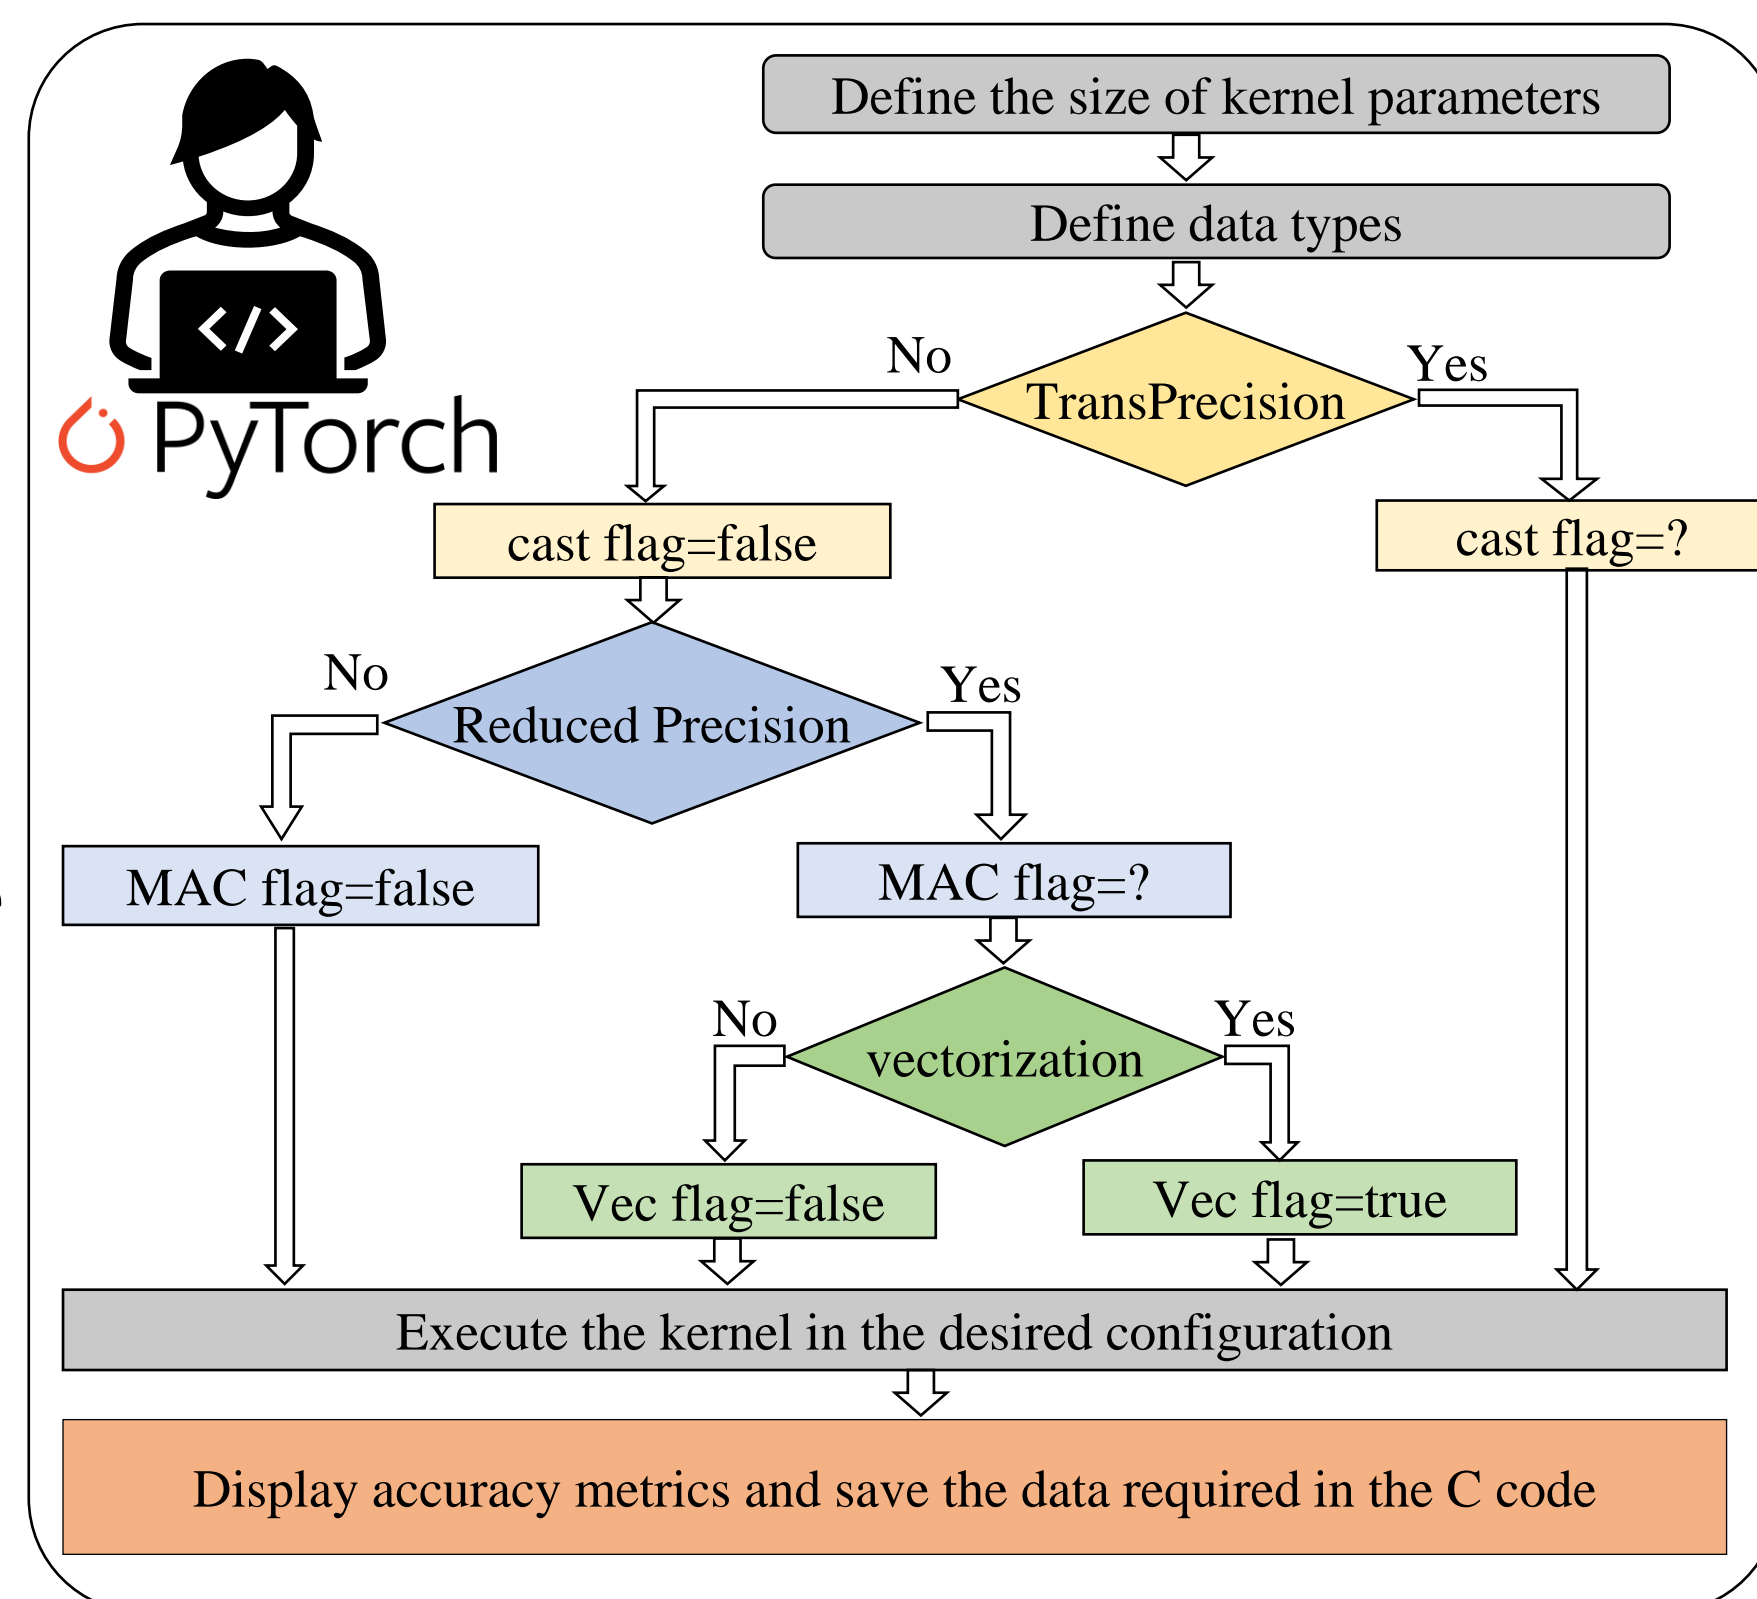 Define the size of kernel parameters
Define data types
</>
PyTorch
No
Yes
TransPrecision
cast flag=false
cast flag=?
No
Yes
Reduced Precision
MAC flag=false
MAC flag=?
No
Yes
vectorization
Vec flag=false
Vec flag=true
Execute the kernel in the desired configuration
Display accuracy metrics and save the data required in the C code